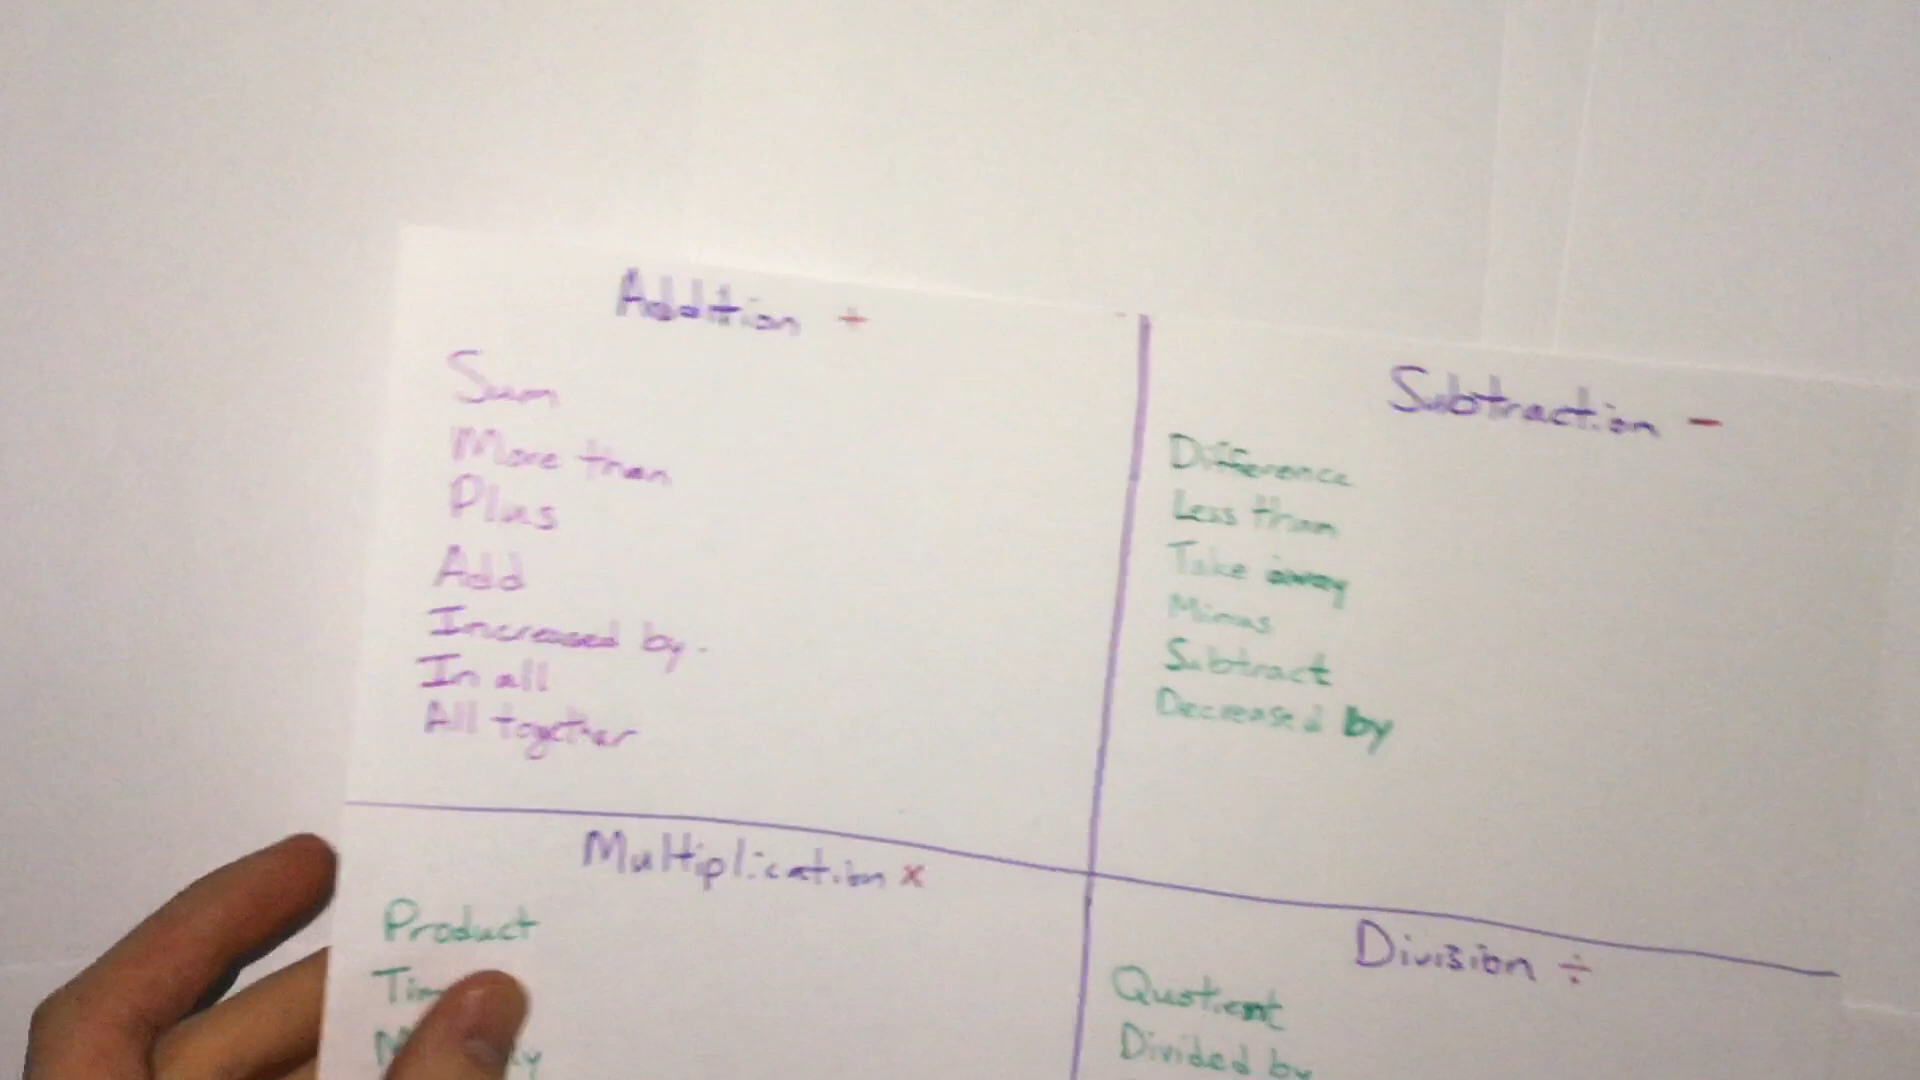 Addition +
Sum
More than
Plus
Add
Increased by.
In all
All together
Subtraction -
Difference
Less than
Take away
Minus
Subtract
Decreased by
Multiplication x
Product
Division ÷
Quotient
Divided by